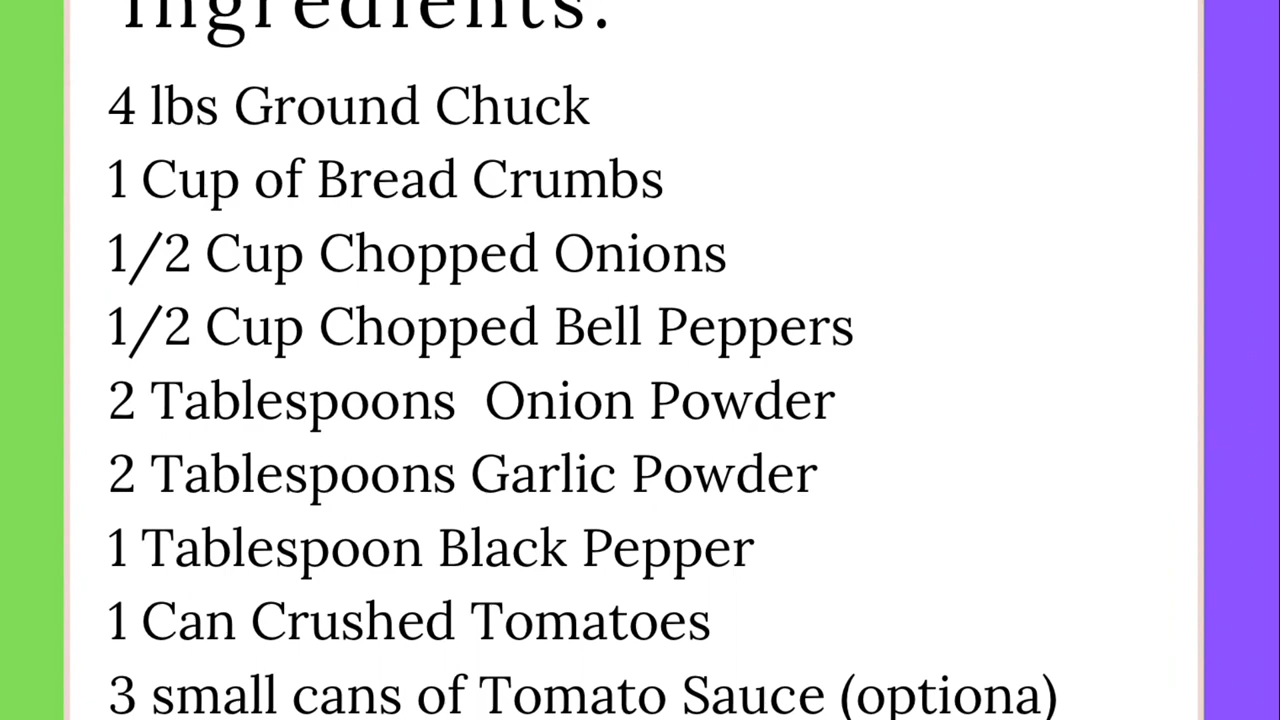 Ingredients:
4 lbs Ground Chuck
1 Cup of Bread Crumbs
1/2 Cup Chopped Onions
1/2 Cup Chopped Bell Peppers
2 Tablespoons  Onion Powder
2 Tablespoons Garlic Powder
1 Tablespoon Black Pepper
1 Can Crushed Tomatoes
3 small cans of Tomato Sauce (optiona)